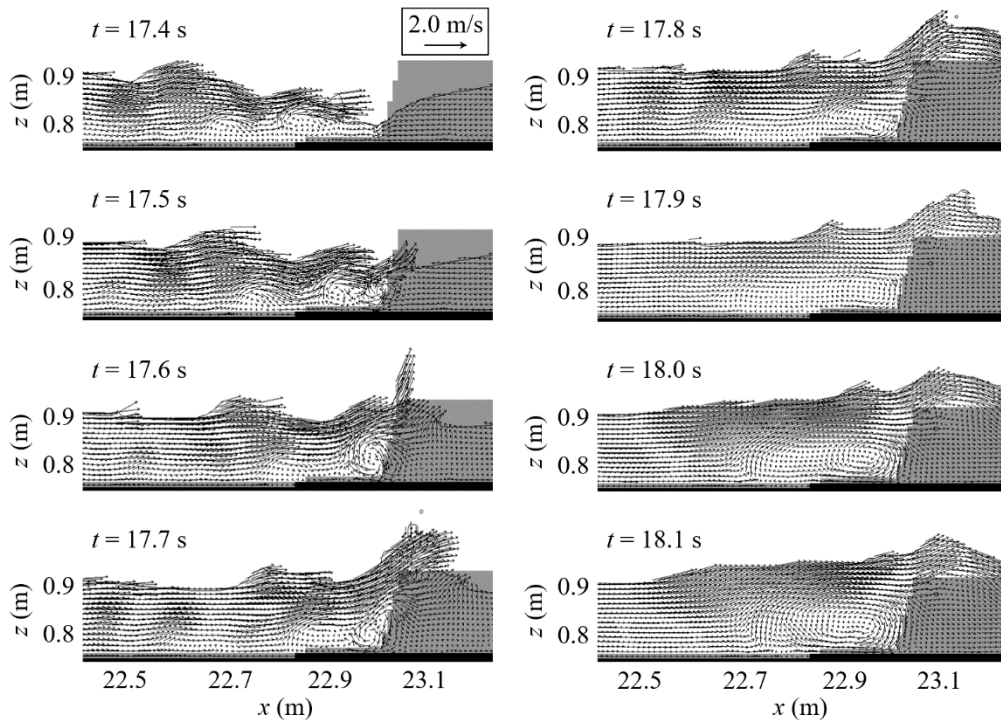 t = 17.4 s
2.0 m/s
z (m)
0.9
0.8
t = 17.5 s
z (m)
0.9
0.8
t = 17.6 s
z (m)
0.9
0.8
t = 17.7 s
z (m)
0.9
0.8
22.5 22.7 22.9 23.1
x (m)
t = 17.8 s
z (m)
0.9
0.8
t = 17.9 s
z (m)
0.9
0.8
t = 18.0 s
z (m)
0.9
0.8
t = 18.1 s
z (m)
0.9
0.8
22.5 22.7 22.9 23.1
x (m)